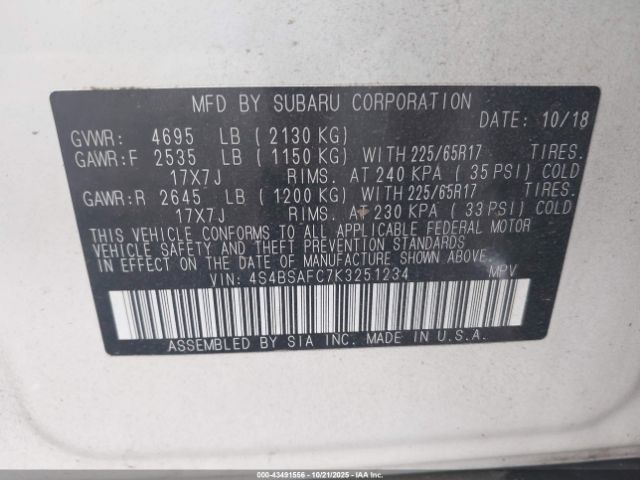 MFD BY SUBARU CORPORATION
DATE: 10/18
GVWR: 4695 LB ( 2130 KG)
GAWR:F 2535 LB ( 1150 KG) WITH 225/65R17 TIRES.
17X7J RIMS. AT 240 KPA ( 35 PSI) COLD
GAWR:R 2645 LB ( 1200 KG) WITH 225/65R17 TIRES.
17X7J RIMS. AT 230 KPA ( 33 PSI) COLD
THIS VEHICLE CONFORMS TO ALL APPLICABLE FEDERAL MOTOR
VEHICLE SAFETY AND THEFT PREVENTION STANDARDS
IN EFFECT ON THE DATE OF MANUFACTURE SHOWN ABOVE.
VIN: 4S4BSAFC7K3251234 MPV
ASSEMBLED BY SIA INC. MADE IN U.S.A.
000-43491556 - 10/21/2025 - IAAI.COM